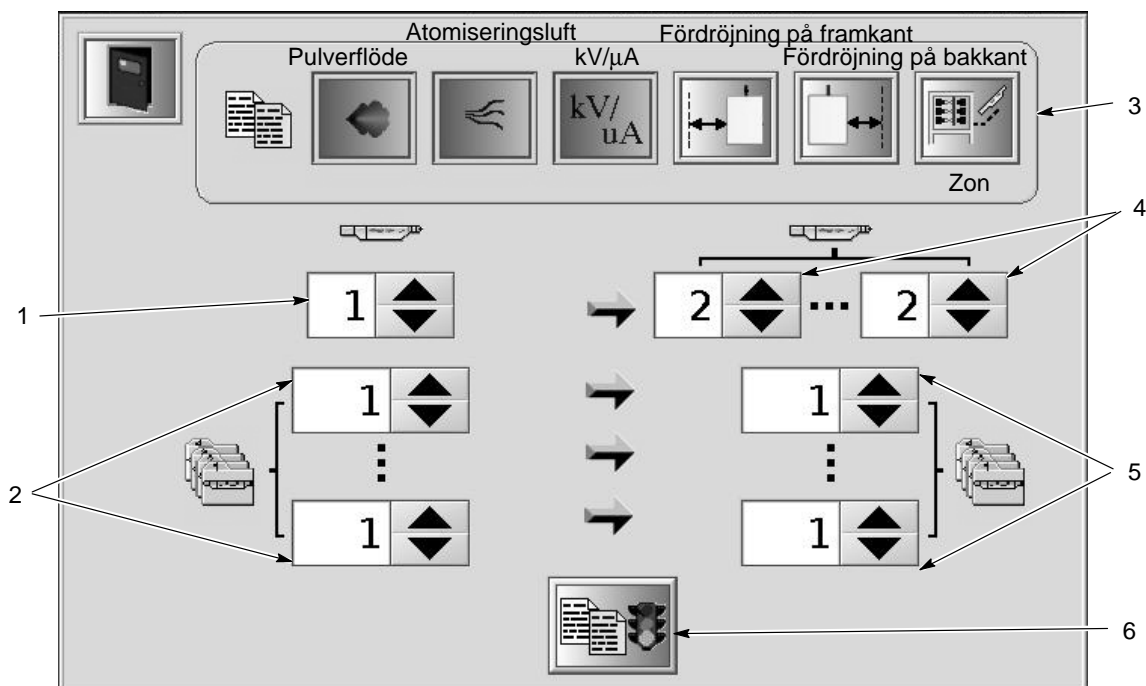 Atomiseringsluft Fördröjning på framkant
Pulverflöde kV/µA Fördröjning på bakkant
kV/
uA
3
Zon
4
1 1 2 2
1 1
2 5
1 1
6